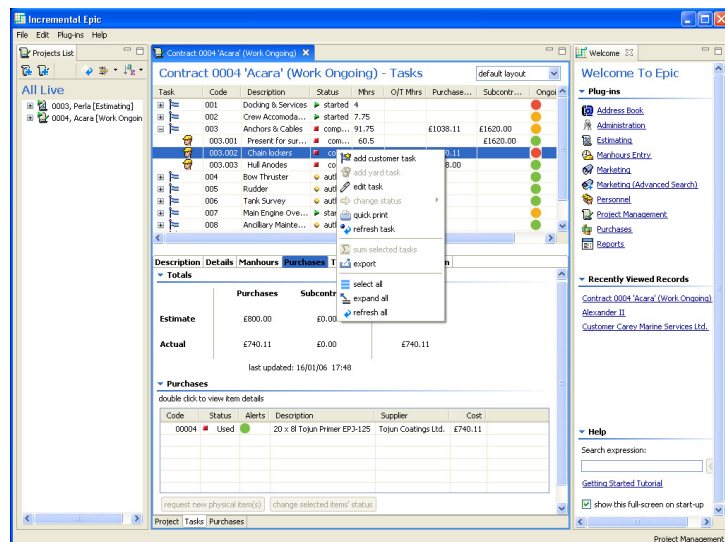 Incremental Epic
File Edit Plug-ins Help
Projects List
All Live
0003, Perla [Estimating]
0004, Acara [Work Ongoin
Contract 0004 'Acara' (Work Ongoing)
Contract 0004 'Acara' (Work Ongoing) - Tasks
default layout
Task Code Description Status Mhrs O/T Mhrs Purchase... Subcontr... Ongoi
001 Docking & Services started 4
002 Crew Accomoda... started 7.75
003 Anchors & Cables comp... 91.75 £1038.11 £1620.00
003.001 Present for sur... com... 60.5 £1620.00
003.002 Chain lockers co
003.003 Hull Anodes co
004 Bow Thruster aut
005 Rudder aut
006 Tank Survey aut
007 Main Engine Ove... star
008 Ancilliary Mainte... aut
add customer task
add yard task
edit task
change status
quick print
refresh task
sum selected tasks
export
select all
expand all
refresh all
Description Details Manhours Purchases T
Totals
Purchases Subcontr
Estimate £800.00 £0.00
Actual £740.11 £0.00 £740.11
last updated: 16/01/06 17:48
Purchases
double click to view item details
Code Status Alerts Description Supplier Cost
00004 Used 20 x 8l Tojun Primer EPJ-125 Tojun Coatings Ltd. £740.11
request new physical item(s) change selected items' status
Project Tasks Purchases
Welcome
Welcome To Epic
Plug-ins
Address Book
Administration
Estimating
Manhours Entry
Marketing
Marketing (Advanced Search)
Personnel
Project Management
Purchases
Reports
Recently Viewed Records
Contract 0004 'Acara' (Work Ongoing)
Alexander II
Customer Carey Marine Services Ltd.
Help
Search expression:
Getting Started Tutorial
show this full-screen on start-up
Project Management